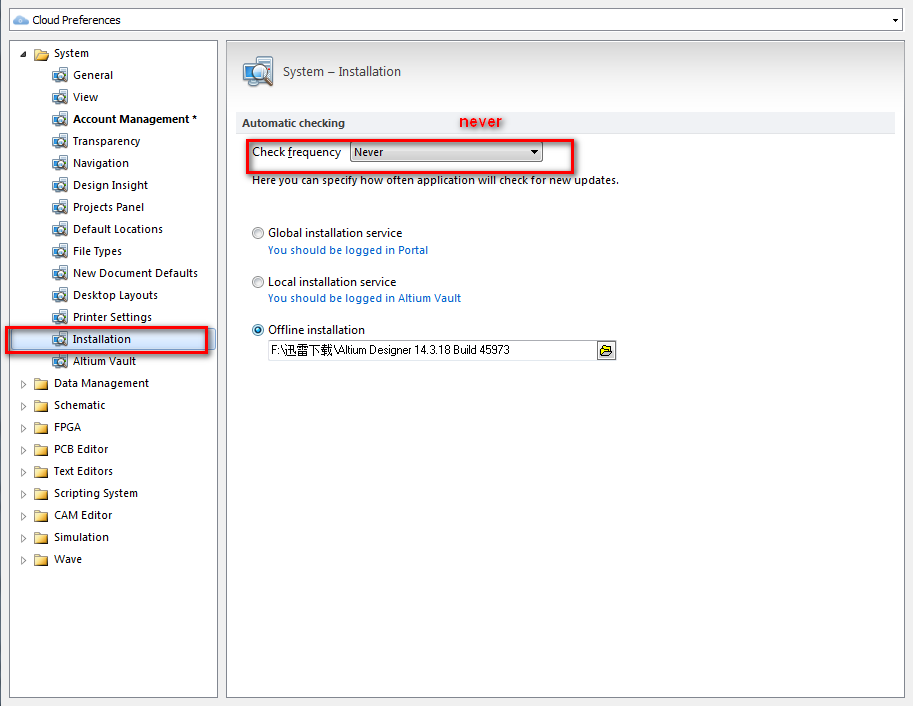 Cloud Preferences
System
General
View
Account Management *
Transparency
Navigation
Design Insight
Projects Panel
Default Locations
File Types
New Document Defaults
Desktop Layouts
Printer Settings
Installation
Altium Vault
Data Management
Schematic
FPGA
PCB Editor
Text Editors
Scripting System
CAM Editor
Simulation
Wave
System – Installation
Automatic checking
never
Check frequency Never
Here you can specify how often application will check for new updates.
Global installation service
You should be logged in Portal
Local installation service
You should be logged in Altium Vault
Offline installation
F:\迅雷下载\Altium Designer 14.3.18 Build 45973